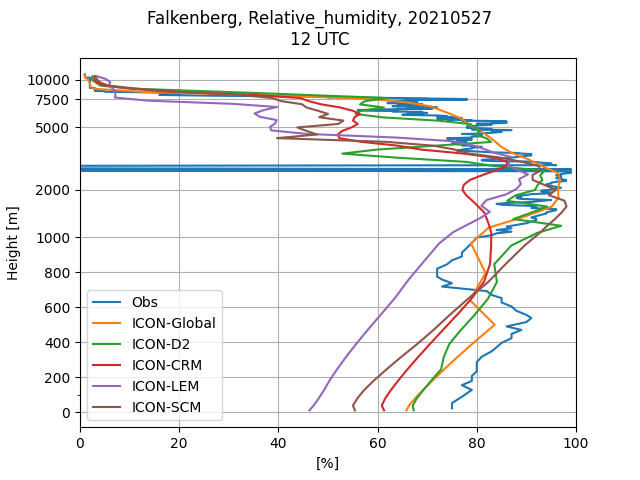 Falkenberg, Relative_humidity, 20210527
12 UTC
10000
7500
5000
2000
1000
800
600
400
200
0
Height [m]
Obs
ICON-Global
ICON-D2
ICON-CRM
ICON-LEM
ICON-SCM
0 20 40 60 80 100
[%]